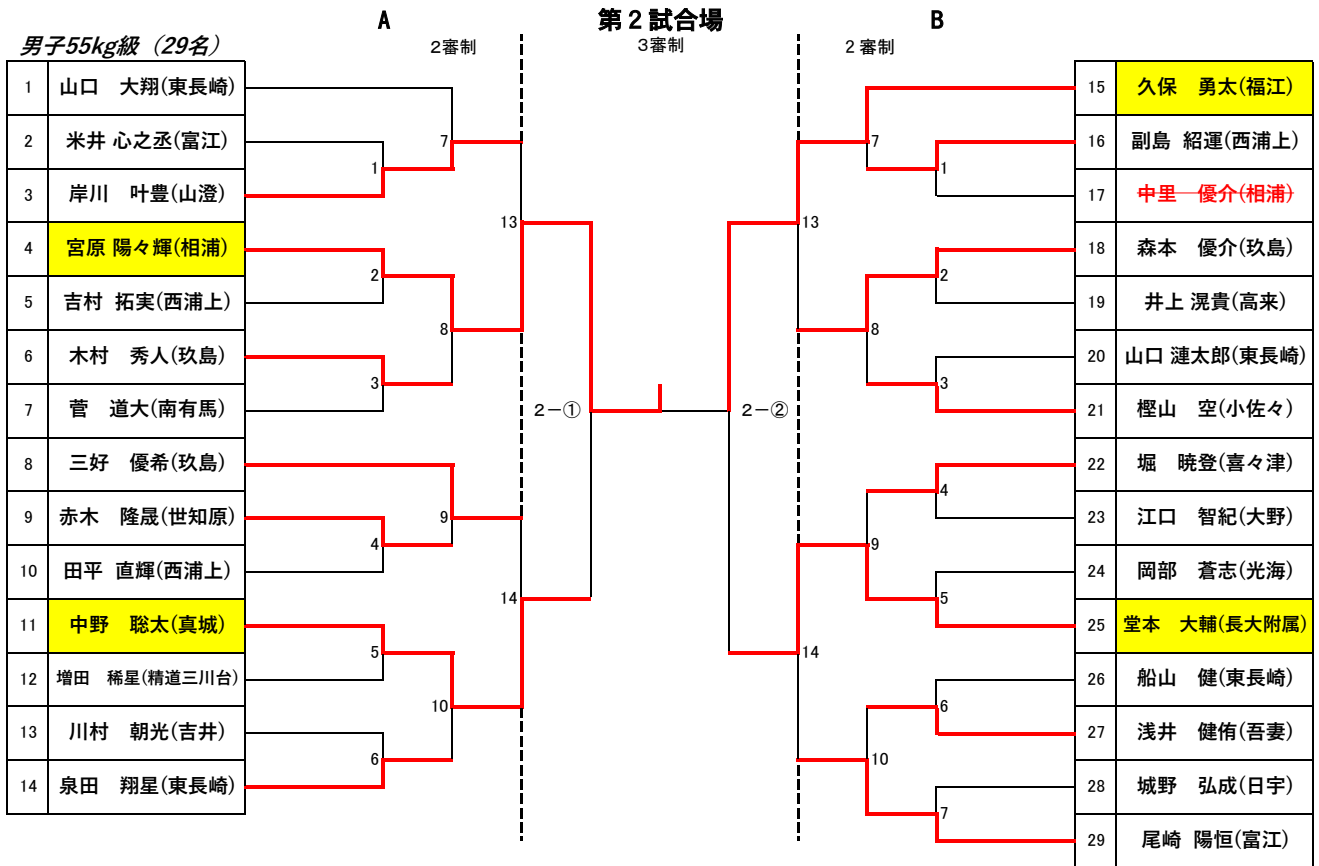 第２試合場
A
B
男子55kg級（29名）
２審制
３審制
２審制
1 山口　大翔(東長崎)
2 米井 心之丞(富江)
3 岸川　叶豊(山澄)
4 宮原 陽々輝(相浦)
5 吉村 拓実(西浦上)
6 木村　秀人(玖島)
7 菅　道大(南有馬)
8 三好　優希(玖島)
9 赤木　隆晟(世知原)
10 田平 直輝(西浦上)
11 中野　聡太(真城)
12 増田　稀星(精道三川台)
13 川村　朝光(吉井)
14 泉田　翔星(東長崎)
1
2
3
4
5
6
7
8
9
10
13
14
２－①
２－②
13
14
7
8
9
10
1
2
3
4
5
6
7
15 久保　勇太(福江)
16 副島 紹運(西浦上)
17 中里　優介(相浦)
18 森本　優介(玖島)
19 井上 滉貴(高来)
20 山口 漣太郎(東長崎)
21 樫山　空(小佐々)
22 堀　暁登(喜々津)
23 江口　智紀(大野)
24 岡部　蒼志(光海)
25 堂本　大輔(長大附属)
26 船山　健(東長崎)
27 浅井　健侑(吾妻)
28 城野　弘成(日宇)
29 尾崎 陽恒(富江)